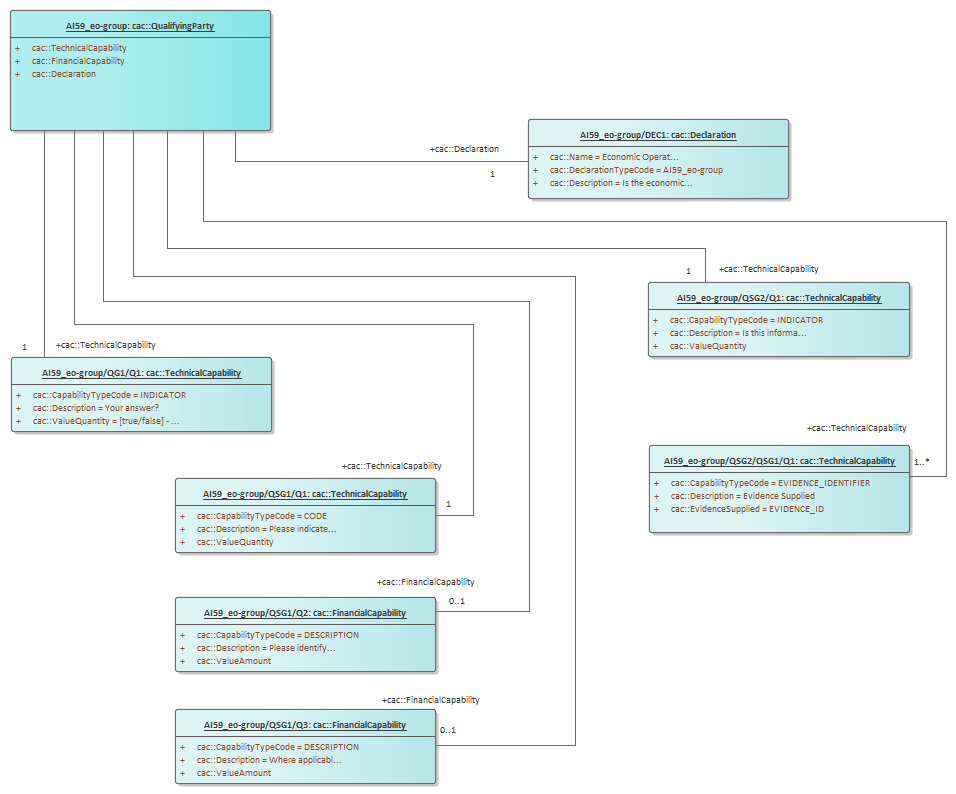 AI59_eo-group: cac::QualifyingParty
+ cac::TechnicalCapability
+ cac::FinancialCapability
+ cac::Declaration
+cac::Declaration
1
AI59_eo-group/DEC1: cac::Declaration
+ cac::Name = Economic Operat...
+ cac::DeclarationTypeCode = AI59_eo-group
+ cac::Description = Is the economic...
1
+cac::TechnicalCapability
AI59_eo-group/QSG2/Q1: cac::TechnicalCapability
+ cac::CapabilityTypeCode = INDICATOR
+ cac::Description = Is this informa...
+ cac::ValueQuantity
1
+cac::TechnicalCapability
AI59_eo-group/QG1/Q1: cac::TechnicalCapability
+ cac::CapabilityTypeCode = INDICATOR
+ cac::Description = Your answer?
+ cac::ValueQuantity = [true/false] - ...
+cac::TechnicalCapability
AI59_eo-group/QSG2/QSG1/Q1: cac::TechnicalCapability
1..*
+ cac::CapabilityTypeCode = EVIDENCE_IDENTIFIER
+ cac::Description = Evidence Supplied
+ cac::EvidenceSupplied = EVIDENCE_ID
+cac::TechnicalCapability
AI59_eo-group/QSG1/Q1: cac::TechnicalCapability
1
+ cac::CapabilityTypeCode = CODE
+ cac::Description = Please indicate...
+ cac::ValueQuantity
+cac::FinancialCapability
0..1
AI59_eo-group/QSG1/Q2: cac::FinancialCapability
+ cac::CapabilityTypeCode = DESCRIPTION
+ cac::Description = Please identify...
+ cac::ValueAmount
+cac::FinancialCapability
0..1
AI59_eo-group/QSG1/Q3: cac::FinancialCapability
+ cac::CapabilityTypeCode = DESCRIPTION
+ cac::Description = Where applicabl...
+ cac::ValueAmount